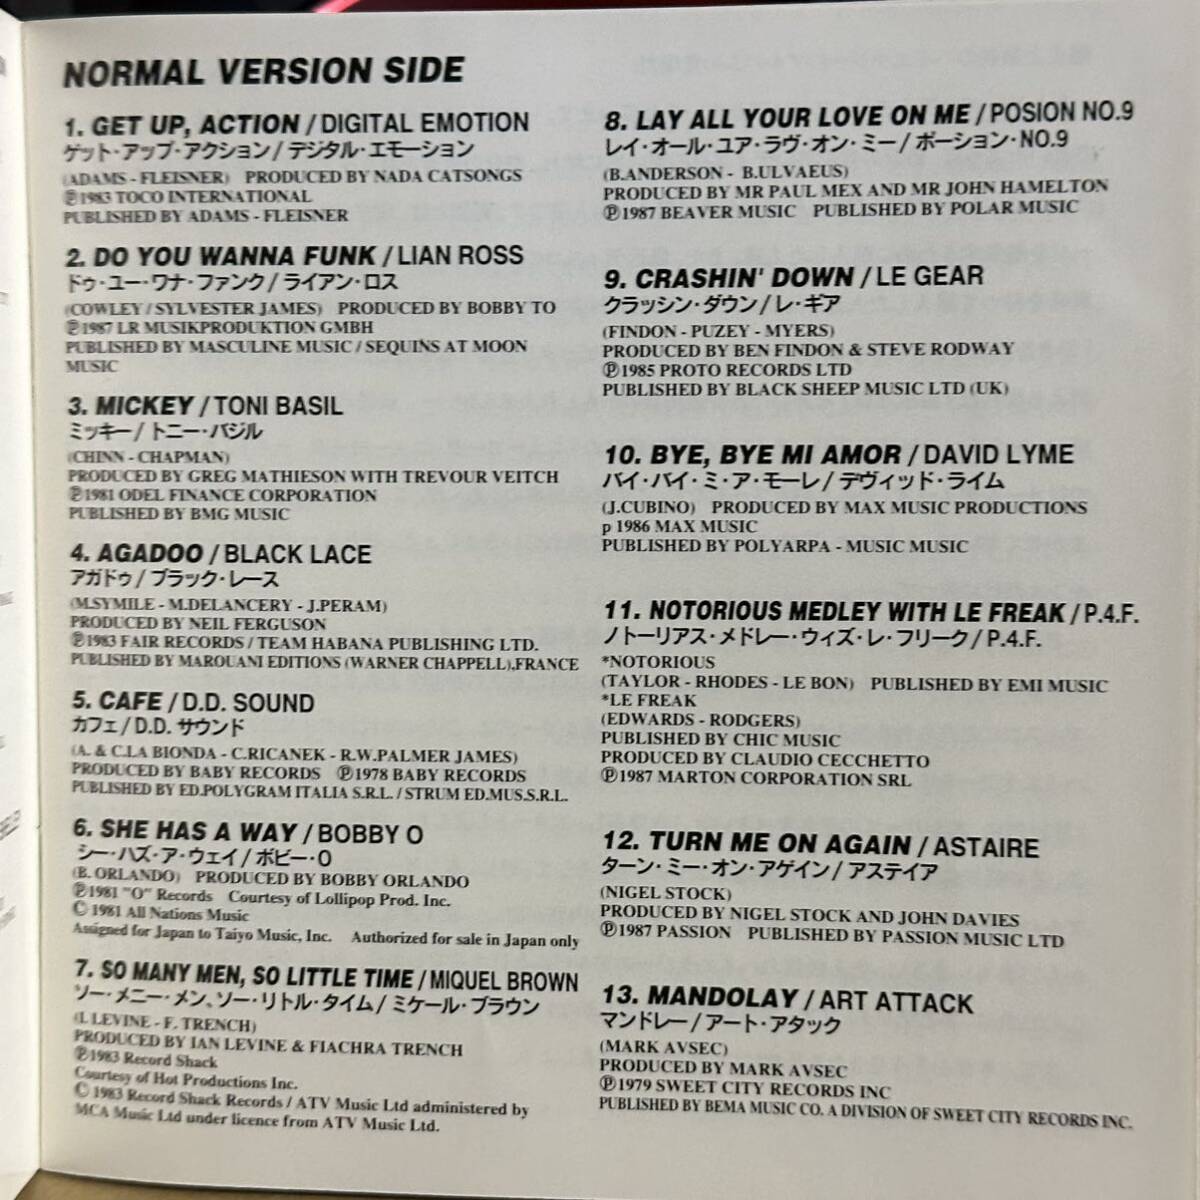 NORMAL VERSION SIDE
1. GET UP, ACTION / DIGITAL EMOTION
ゲット・アップ・アクション / デジタル・エモーション
(ADAMS - FLEISNER) PRODUCED BY NADA CATSONGS
Ⓟ1983 TOCO INTERNATIONAL
PUBLISHED BY ADAMS - FLEISNER
2. DO YOU WANNA FUNK / LIAN ROSS
ドゥ・ユー・ワナ・ファンク / ライアン・ロス
(COWLEY / SYLVESTER JAMES) PRODUCED BY BOBBY TO
Ⓟ1987 LR MUSIKPRODUKTION GMBH
PUBLISHED BY MASCULINE MUSIC / SEQUINS AT MOON
MUSIC
3. MICKEY / TONI BASIL
ミッキー / トニー・バジル
(CHINN - CHAPMAN)
PRODUCED BY GREG MATHIESON WITH TREVOUR VEITCH
Ⓟ1981 ODEL FINANCE CORPORATION
PUBLISHED BY BMG MUSIC
4. AGADOO / BLACK LACE
アガドゥ / ブラック・レース
(M.SYMILE - M.DELANCERY - J.PERAM)
PRODUCED BY NEIL FERGUSON
Ⓟ1983 FAIR RECORDS / TEAM HABANA PUBLISHING LTD.
PUBLISHED BY MAROUANI EDITIONS (WARNER CHAPPELL),FRANCE
5. CAFE / D.D. SOUND
カフェ / D.D. サウンド
(A. & C.LA BIONDA - C.RICANEK - R.W.PALMER JAMES)
PRODUCED BY BABY RECORDS Ⓟ1978 BABY RECORDS
PUBLISHED BY ED.POLYGRAM ITALIA S.R.L. / STRUM ED.MUS.S.R.L.
6. SHE HAS A WAY / BOBBY O
シー・ハズ・ア・ウェイ / ボビー・O
(B. ORLANDO) PRODUCED BY BOBBY ORLANDO
Ⓟ1981 "O" Records Courtesy of Lollipop Prod. Inc.
© 1981 All Nations Music
Assigned for Japan to Taiyo Music, Inc. Authorized for sale in Japan only
7. SO MANY MEN, SO LITTLE TIME / MIQUEL BROWN
ソー・メニー・メン、ソー・リトル・タイム / ミケール・ブラウン
(I. LEVINE - F. TRENCH)
PRODUCED BY IAN LEVINE & FIACHRA TRENCH
Ⓟ1983 Record Shack
Courtesy of Hot Productions Inc.
© 1983 Record Shack Records / ATV Music Ltd administered by
MCA Music Ltd under licence from ATV Music Ltd.
8. LAY ALL YOUR LOVE ON ME / POSION NO.9
レイ・オール・ユア・ラヴ・オン・ミー / ポーション・NO.9
(B.ANDERSON - B.ULVAEUS)
PRODUCED BY MR PAUL MEX AND MR JOHN HAMELTON
Ⓟ1987 BEAVER MUSIC PUBLISHED BY POLAR MUSIC
9. CRASHIN' DOWN / LE GEAR
クラッシン・ダウン / レ・ギア
(FINDON - PUZEY - MYERS)
PRODUCED BY BEN FINDON & STEVE RODWAY
Ⓟ1985 PROTO RECORDS LTD
PUBLISHED BY BLACK SHEEP MUSIC LTD (UK)
10. BYE, BYE MI AMOR / DAVID LYME
バイ・バイ・ミ・ア・モーレ / デヴィッド・ライム
(J.CUBINO) PRODUCED BY MAX MUSIC PRODUCTIONS
p 1986 MAX MUSIC
PUBLISHED BY POLYARPA - MUSIC MUSIC
11. NOTORIOUS MEDLEY WITH LE FREAK / P.4.F.
ノトーリアス・メドレー・ウィズ・レ・フリーク / P.4.F.
*NOTORIOUS
(TAYLOR - RHODES - LE BON) PUBLISHED BY EMI MUSIC
*LE FREAK
(EDWARDS - RODGERS)
PUBLISHED BY CHIC MUSIC
PRODUCED BY CLAUDIO CECCHETTO
Ⓟ1987 MARTON CORPORATION SRL
12. TURN ME ON AGAIN / ASTAIRE
ターン・ミー・オン・アゲイン / アステイア
(NIGEL STOCK)
PRODUCED BY NIGEL STOCK AND JOHN DAVIES
Ⓟ1987 PASSION PUBLISHED BY PASSION MUSIC LTD
13. MANDOLAY / ART ATTACK
マンドレー / アート・アタック
(MARK AVSEC)
PRODUCED BY MARK AVSEC
Ⓟ1979 SWEET CITY RECORDS INC
PUBLISHED BY BEMA MUSIC CO. A DIVISION OF SWEET CITY RECORDS INC.